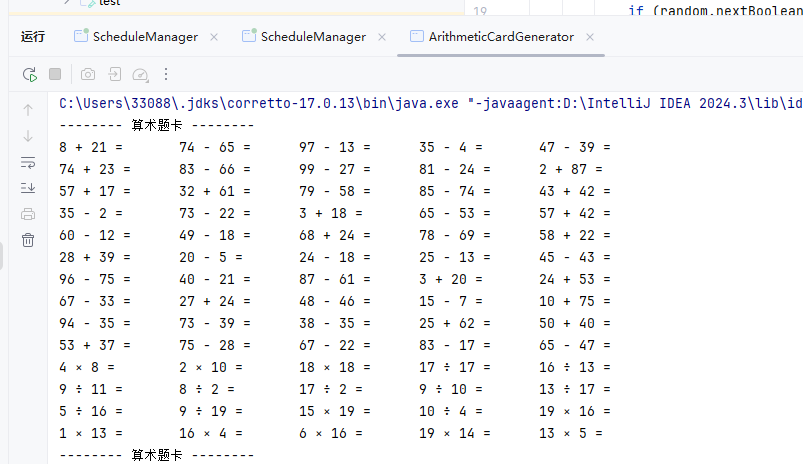 test
19 if (random.nextBoolean
运行 ScheduleManager × ScheduleManager × ArithmeticCardGenerator ×
C:\Users\33088\.jdks\corretto-17.0.13\bin\java.exe "-javaagent:D:\IntelliJ IDEA 2024.3\lib\id
-------- 算术题卡 --------
8 + 21 = 74 - 65 = 97 - 13 = 35 - 4 = 47 - 39 =
74 + 23 = 83 - 66 = 99 - 27 = 81 - 24 = 2 + 87 =
57 + 17 = 32 + 61 = 79 - 58 = 85 - 74 = 43 + 42 =
35 - 2 = 73 - 22 = 3 + 18 = 65 - 53 = 57 + 42 =
60 - 12 = 49 - 18 = 68 + 24 = 78 - 69 = 58 + 22 =
28 + 39 = 20 - 5 = 24 - 18 = 25 - 13 = 45 - 43 =
96 - 75 = 40 - 21 = 87 - 61 = 3 + 20 = 24 + 53 =
67 - 33 = 27 + 24 = 48 - 46 = 15 - 7 = 10 + 75 =
94 - 35 = 73 - 39 = 38 - 35 = 25 + 62 = 50 + 40 =
53 + 37 = 75 - 28 = 67 - 22 = 83 - 17 = 65 - 47 =
4 × 8 = 2 × 10 = 18 × 18 = 17 ÷ 17 = 16 ÷ 13 =
9 ÷ 11 = 8 ÷ 2 = 17 ÷ 2 = 9 ÷ 10 = 13 ÷ 17 =
5 ÷ 16 = 9 ÷ 19 = 15 × 19 = 10 ÷ 4 = 19 × 16 =
1 × 13 = 16 × 4 = 6 × 16 = 19 × 14 = 13 × 5 =
-------- 算术题卡 --------